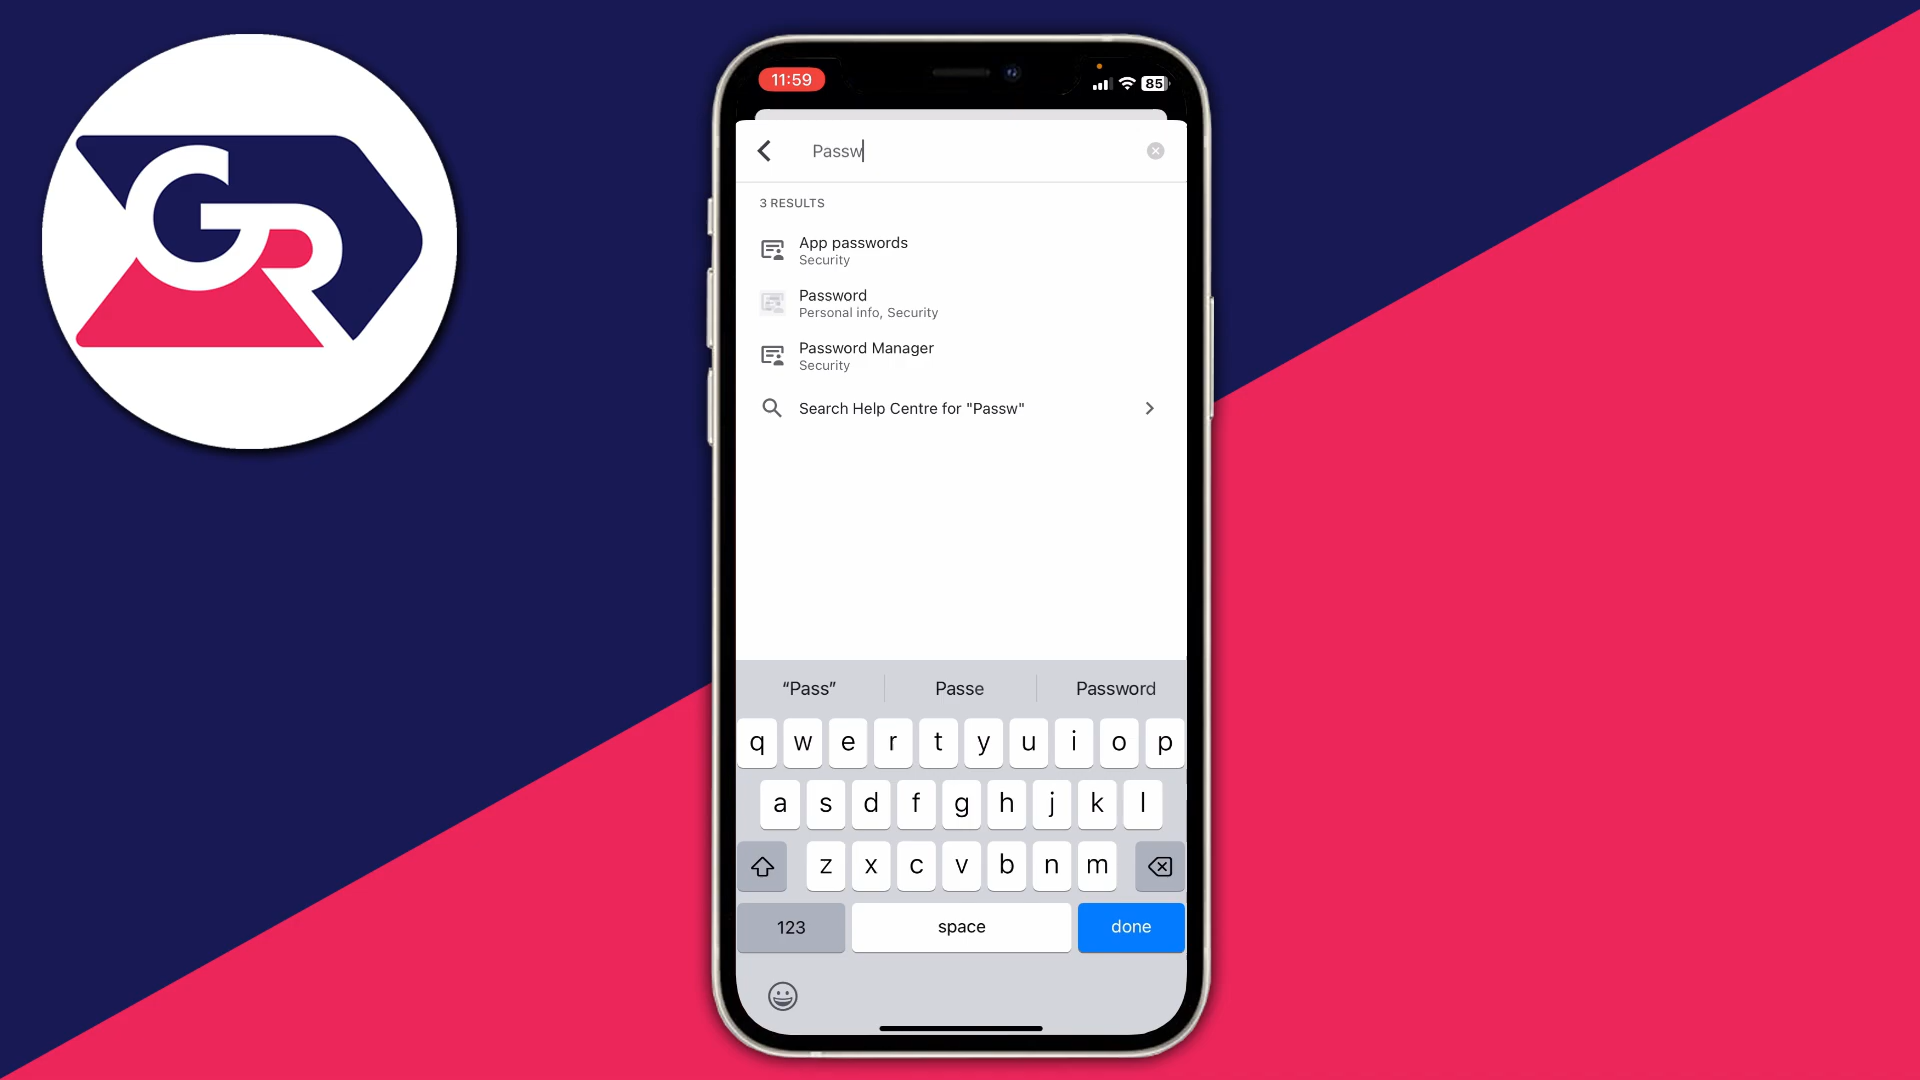 GR
11:59
85
Passw
3 RESULTS
App passwords
Security
Password
Personal info, Security
Password Manager
Security
Search Help Centre for "Passw"
“Pass”
Passe
Password
q w e r t y u i o p
a s d f g h j k l
z x c v b n m
123
space
done